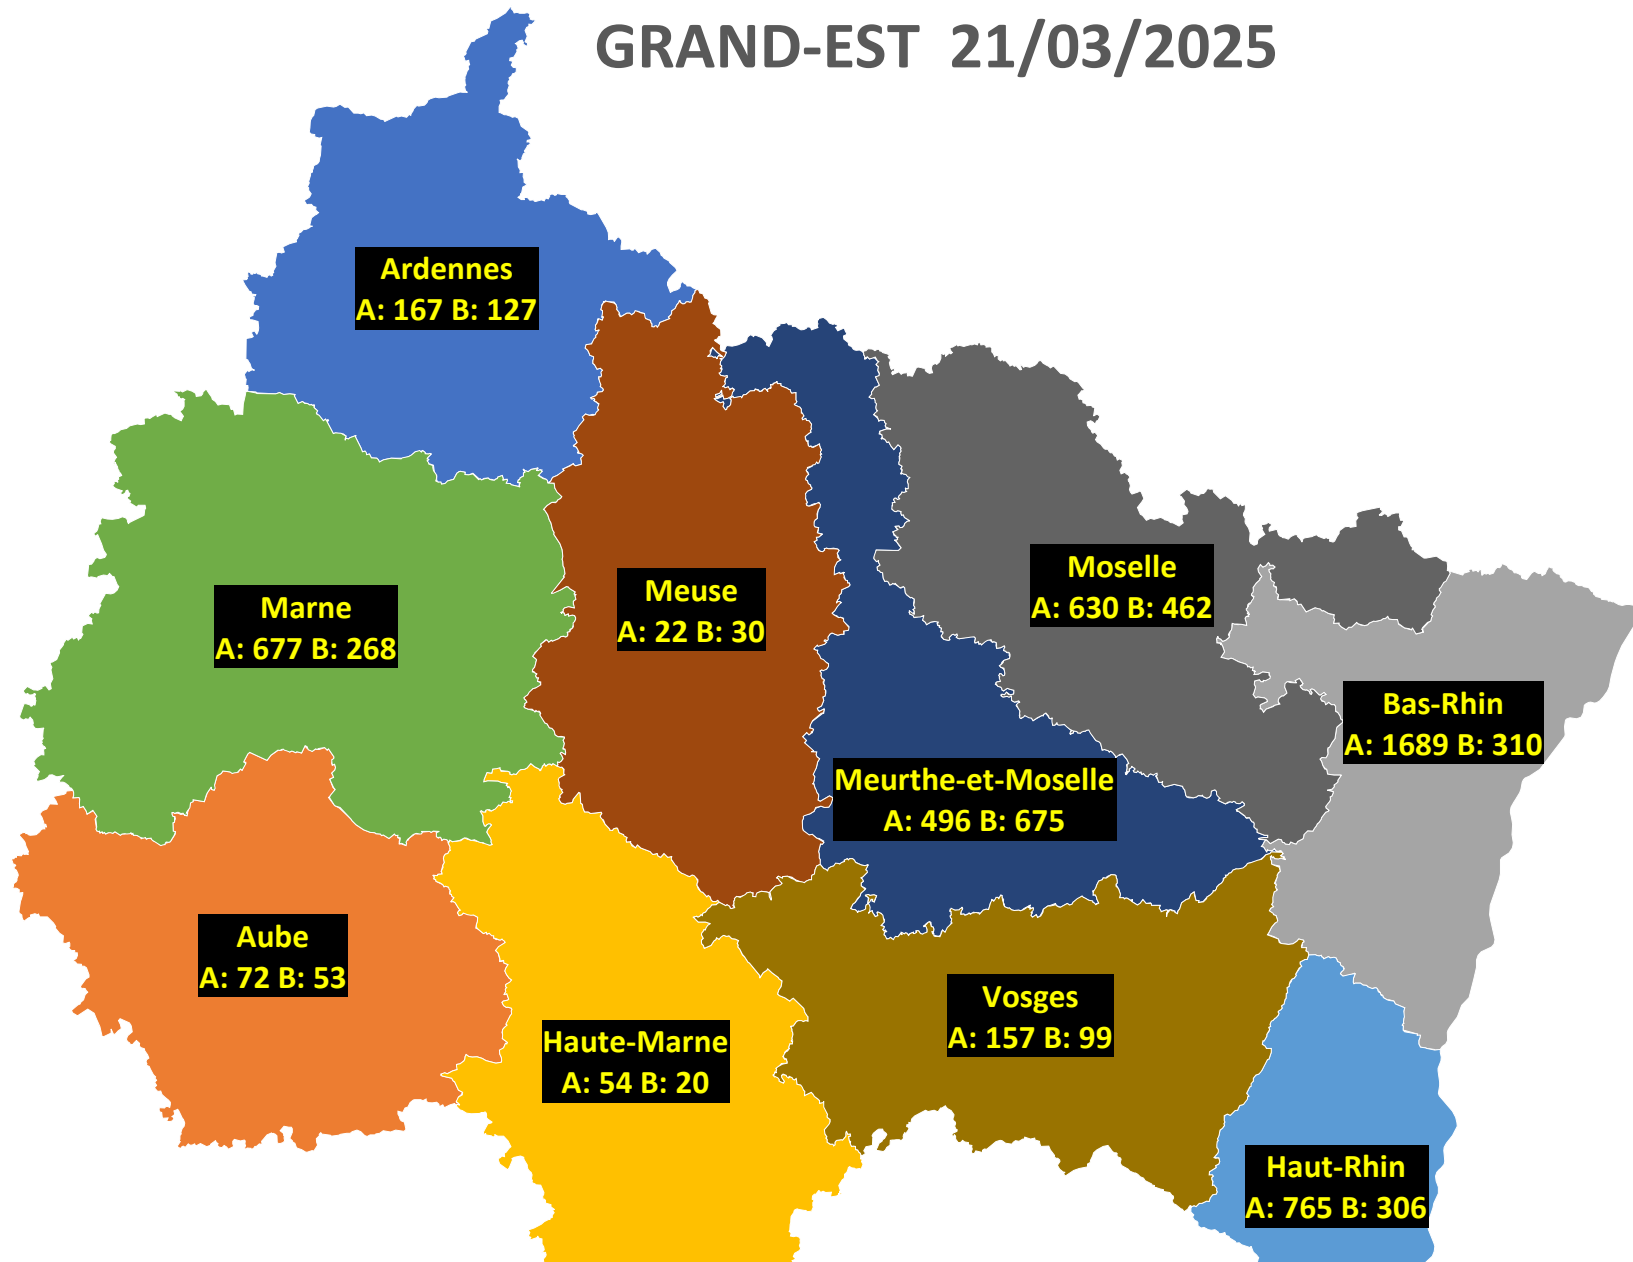 GRAND-EST 21/03/2025
Ardennes
A: 167 B: 127
Marne
A: 677 B: 268
Meuse
A: 22 B: 30
Moselle
A: 630 B: 462
Bas-Rhin
A: 1689 B: 310
Meurthe-et-Moselle
A: 496 B: 675
Aube
A: 72 B: 53
Haute-Marne
A: 54 B: 20
Vosges
A: 157 B: 99
Haut-Rhin
A: 765 B: 306